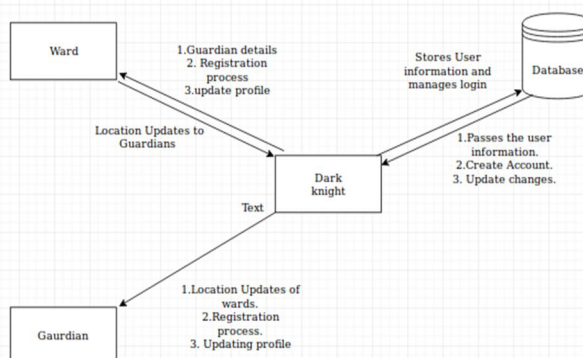 Ward
1.Guardian details
2. Registration
process
3.update profile
Stores User
information and
manages login
Database
Location Updates to
Guardians
1.Passes the user
information.
2.Create Account.
3. Update changes.
Dark
knight
Text
1.Location Updates of
wards.
2.Registration
process.
3. Updating profile
Gaurdian